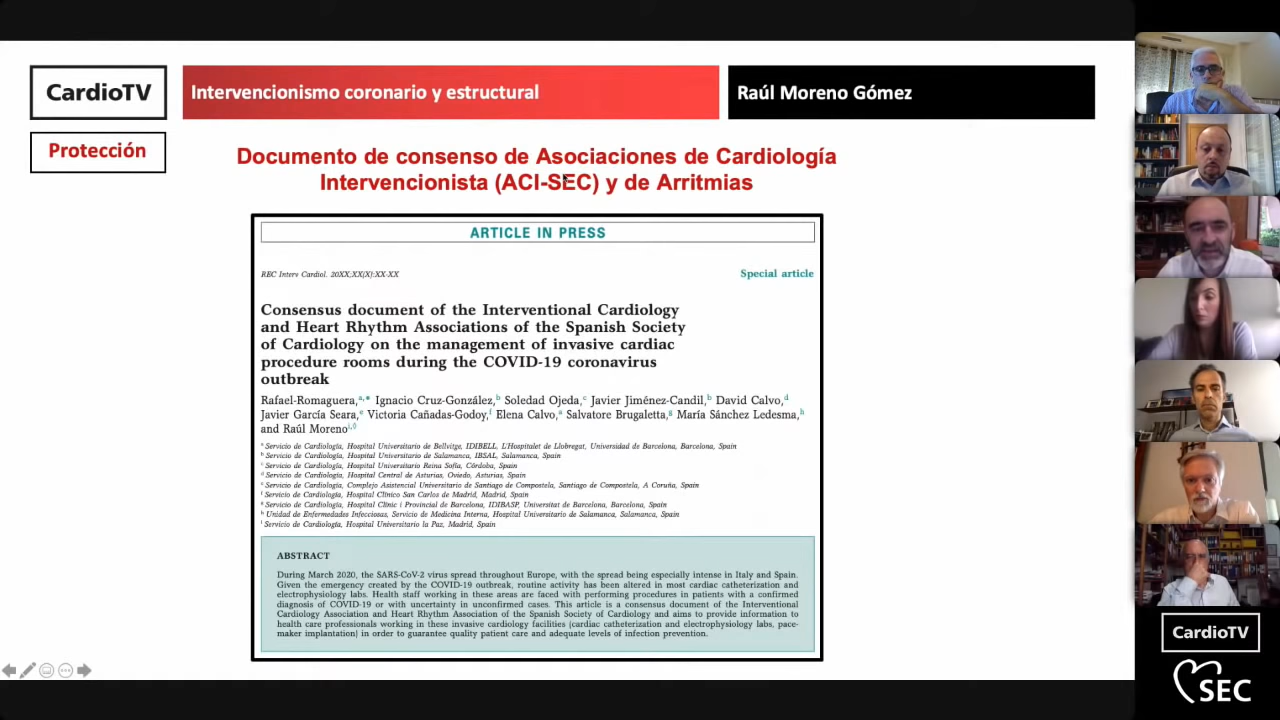 CardioTV
Intervencionismo coronario y estructural
Raúl Moreno Gómez
Protección
Documento de consenso de Asociaciones de Cardiología
Intervencionista (ACI-SEC) y de Arritmias
ARTICLE IN PRESS
REC Interv Cardiol. 20XX;XX(X):XX-XX
Special article
Consensus document of the Interventional Cardiology
and Heart Rhythm Associations of the Spanish Society
of Cardiology on the management of invasive cardiac
procedure rooms during the COVID-19 coronavirus
outbreak
Rafael-Romaguera,a,* Ignacio Cruz-González,b Soledad Ojeda,c Javier Jiménez-Candil,b David Calvo,d
Javier García Seara,e Victoria Cañadas-Godoy,f Elena Calvo,a Salvatore Brugaletta,g María Sánchez Ledesma,h
and Raúl Moreno i,◊
a Servicio de Cardiología, Hospital Universitario de Bellvitge, IDIBELL, L'Hospitalet de Llobregat, Universidad de Barcelona, Barcelona, Spain
b Servicio de Cardiología, Hospital Universitario de Salamanca, IBSAL, Salamanca, Spain
c Servicio de Cardiología, Hospital Universitario Reina Sofía, Córdoba, Spain
d Servicio de Cardiología, Hospital Central de Asturias, Oviedo, Asturias, Spain
e Servicio de Cardiología, Complejo Asistencial Universitario de Santiago de Compostela, Santiago de Compostela, A Coruña, Spain
f Servicio de Cardiología, Hospital Clínico San Carlos de Madrid, Madrid, Spain
g Servicio de Cardiología, Hospital Clínic i Provincial de Barcelona, IDIBASP, Universitat de Barcelona, Barcelona, Spain
h Unidad de Enfermedades Infecciosas, Servicio de Medicina Interna, Hospital Universitario de Salamanca, Salamanca, Spain
i Servicio de Cardiología, Hospital Universitario la Paz, Madrid, Spain
ABSTRACT
During March 2020, the SARS-CoV-2 virus spread throughout Europe, with the spread being especially intense in Italy and Spain.
Given the emergency created by the COVID-19 outbreak, routine activity has been altered in most cardiac catheterization and
electrophysiology labs. Health staff working in these areas are faced with performing procedures in patients with a confirmed
diagnosis of COVID-19 or with uncertainty in unconfirmed cases. This article is a consensus document of the Interventional
Cardiology Association and Heart Rhythm Association of the Spanish Society of Cardiology and aims to provide information to
health care professionals working in these invasive cardiology facilities (cardiac catheterization and electrophysiology labs, pace-
maker implantation) in order to guarantee quality patient care and adequate levels of infection prevention.
CardioTV
SEC